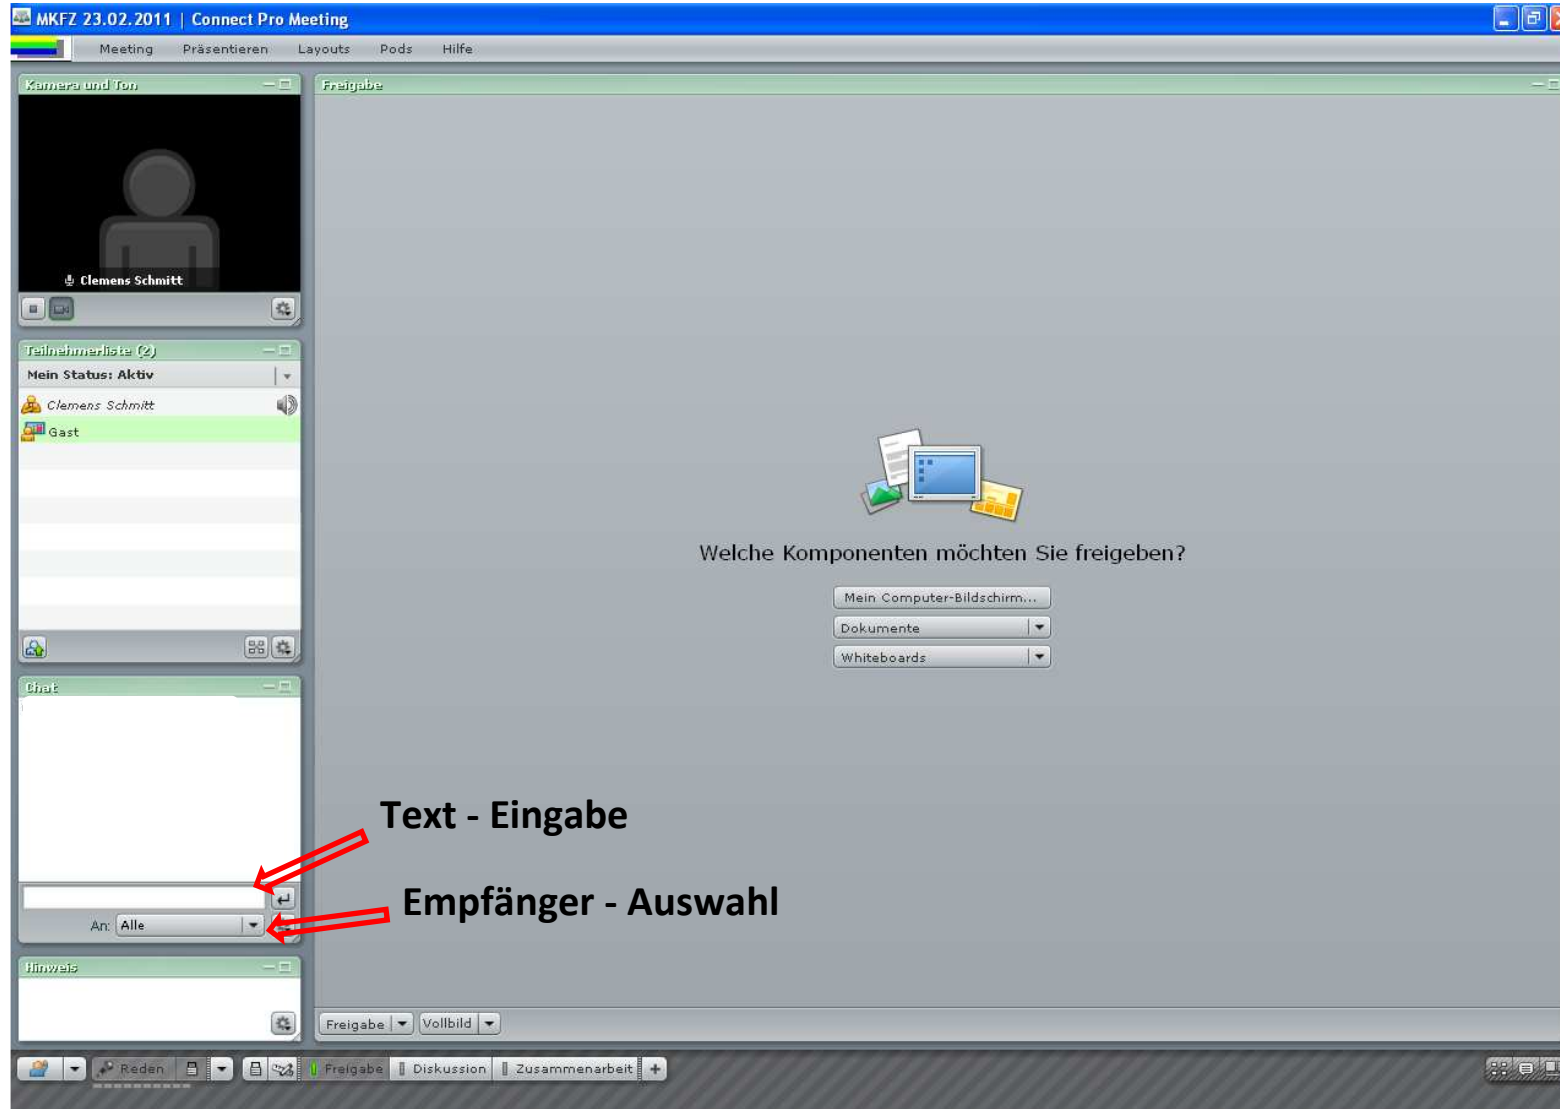 MKFZ 23.02.2011 | Connect Pro Meeting
Meeting Präsentieren Layouts Pods Hilfe
Kamera und Ton
Clemens Schmitt
Teilnehmerliste (2)
Mein Status: Aktiv
Clemens Schmitt
Gast
Chat
An: Alle
Hinweis
Freigabe
Welche Komponenten möchten Sie freigeben?
Mein Computer-Bildschirm...
Dokumente
Whiteboards
Text - Eingabe
Empfänger - Auswahl
Freigabe Vollbild
Reden Freigabe Diskussion Zusammenarbeit +